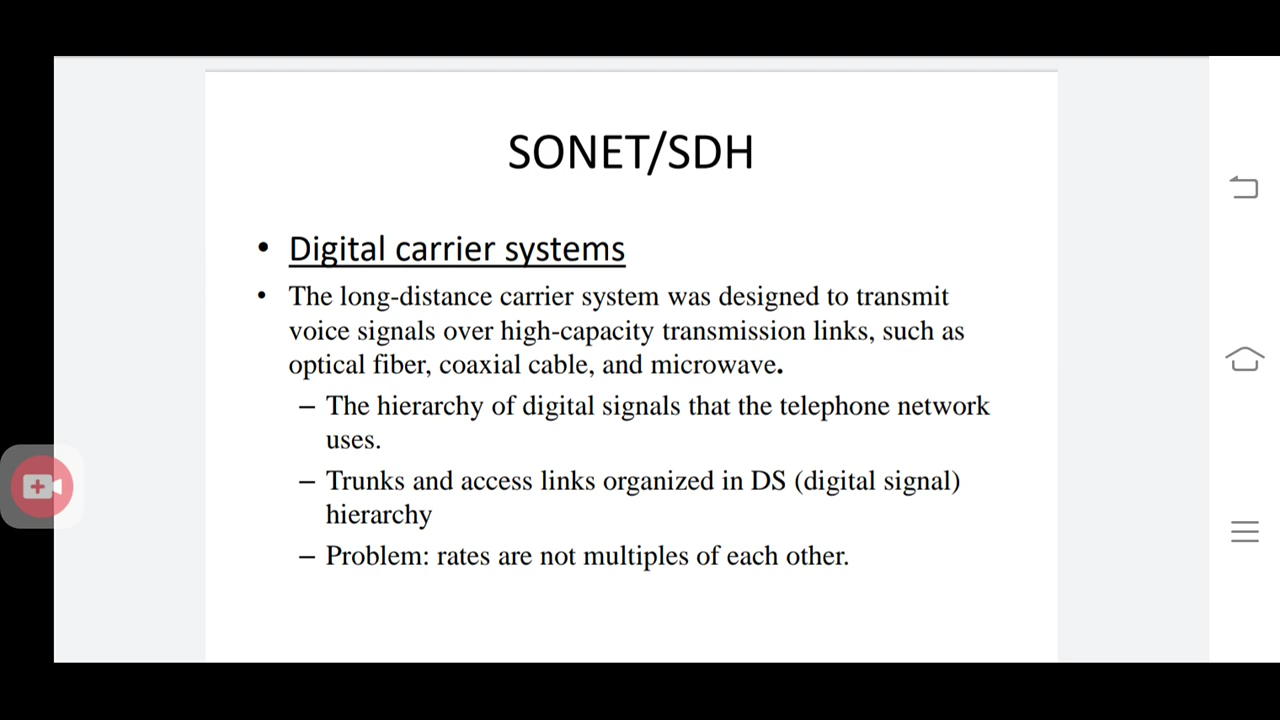 SONET/SDH
• Digital carrier systems
• The long-distance carrier system was designed to transmit
voice signals over high-capacity transmission links, such as
optical fiber, coaxial cable, and microwave.
– The hierarchy of digital signals that the telephone network
uses.
– Trunks and access links organized in DS (digital signal)
hierarchy
– Problem: rates are not multiples of each other.